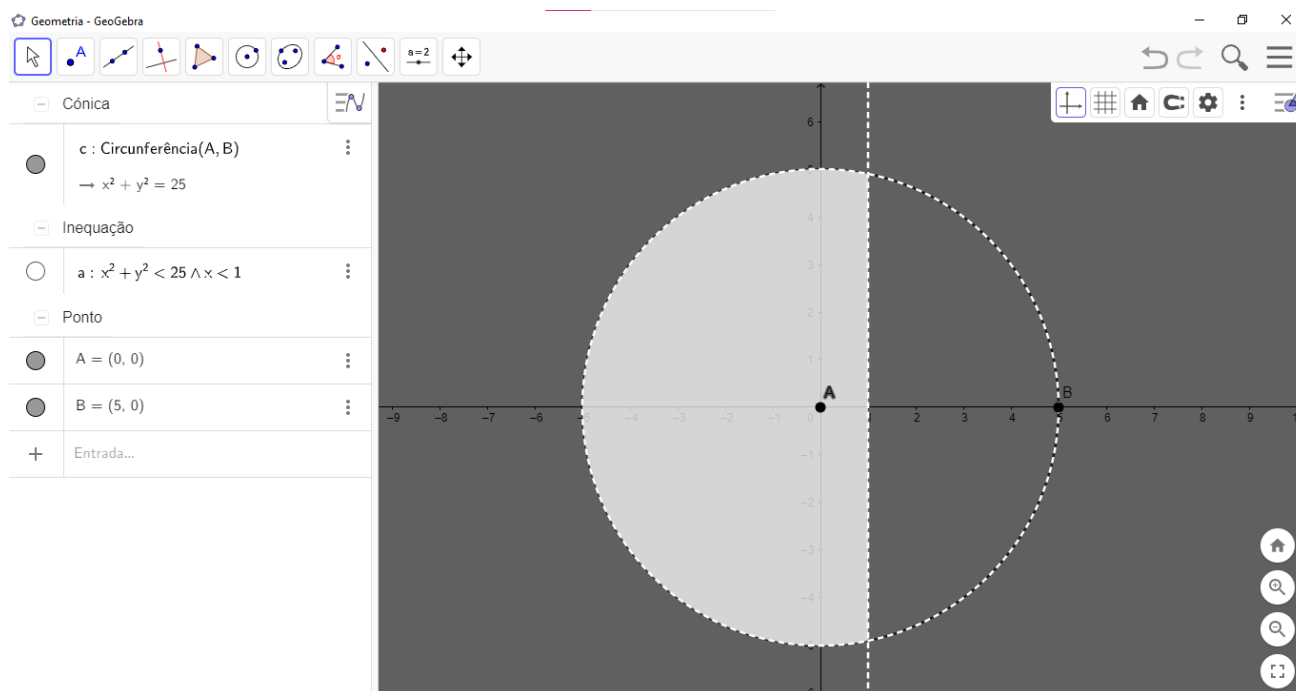 Geometria - GeoGebra
A
a=2
Cónica
c : Circunferência(A, B)
→ x² + y² = 25
Inequação
a : x² + y² < 25 ∧ x < 1
Ponto
A = (0, 0)
B = (5, 0)
+ Entrada...
6
4
3
2
1
A
B
-9 -8 -7 -6 -5 -4 -3 -2 -1 0 1 2 3 4 5 6 7 8 9
-1
-2
-3
-4